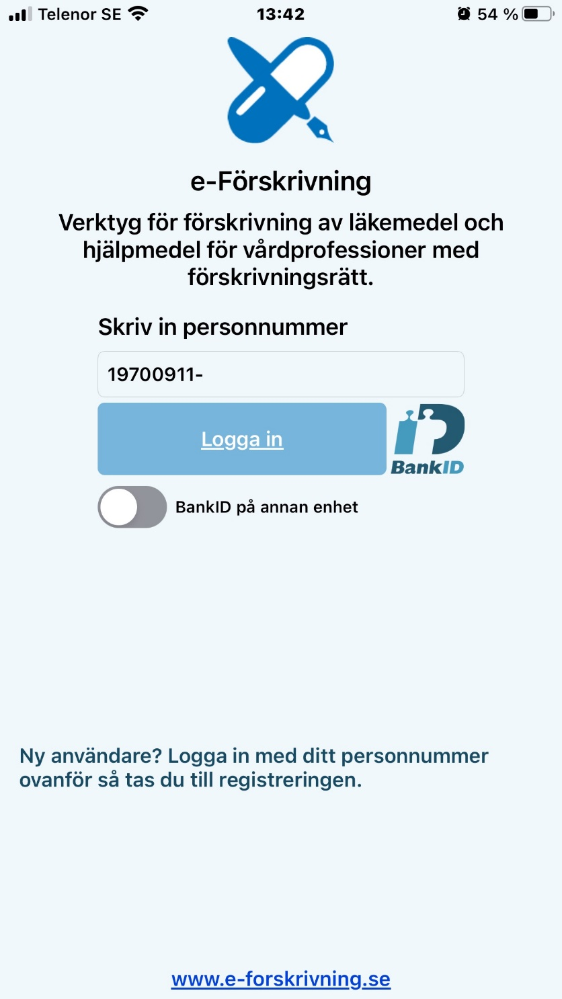 Telenor SE 13:42 54 %
e-Förskrivning
Verktyg för förskrivning av läkemedel och
hjälpmedel för vårdprofessioner med
förskrivningsrätt.
Skriv in personnummer
19700911-
Logga in
BankID
BankID på annan enhet
Ny användare? Logga in med ditt personnummer
ovanför så tas du till registreringen.
www.e-forskrivning.se